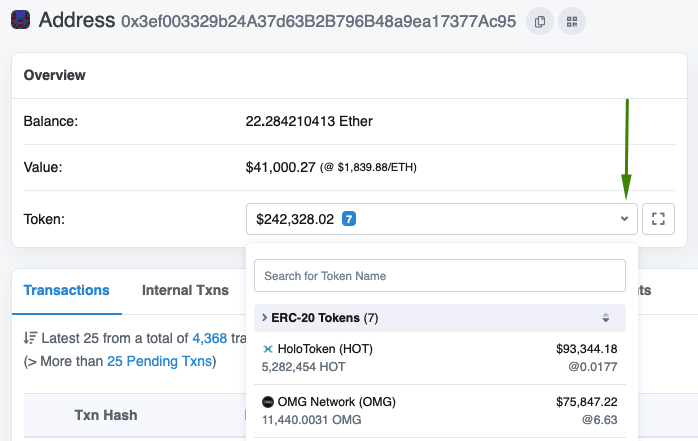 Address 0x3ef003329b24A37d63B2B796B48a9ea17377Ac95
Overview
Balance: 22.284210413 Ether
Value: $41,000.27 (@ $1,839.88/ETH)
Token: $242,328.02 7
Search for Token Name
Transactions Internal Txns ts
> ERC-20 Tokens (7)
Latest 25 from a total of 4,368 tra
HoloToken (HOT) $93,344.18
(> More than 25 Pending Txns)
5,282,454 HOT @0.0177
OMG Network (OMG) $75,847.22
Txn Hash
11,440.0031 OMG @6.63